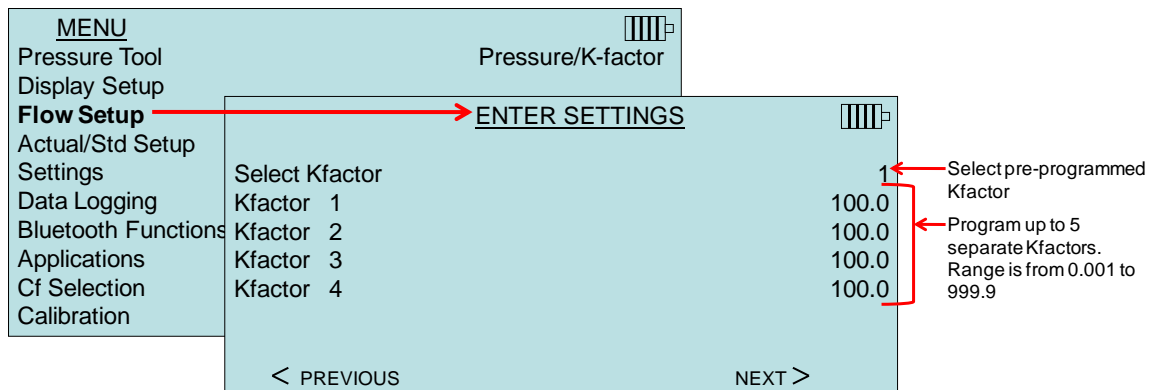 MENU
Pressure Tool Pressure/K-factor
Display Setup
Flow Setup
Actual/Std Setup
Settings
Data Logging
Bluetooth Functions
Applications
Cf Selection
Calibration
ENTER SETTINGS
Select Kfactor 1
Kfactor 1 100.0
Kfactor 2 100.0
Kfactor 3 100.0
Kfactor 4 100.0
< PREVIOUS NEXT >
Select pre-programmed
Kfactor
Program up to 5
separate Kfactors.
Range is from 0.001 to
999.9